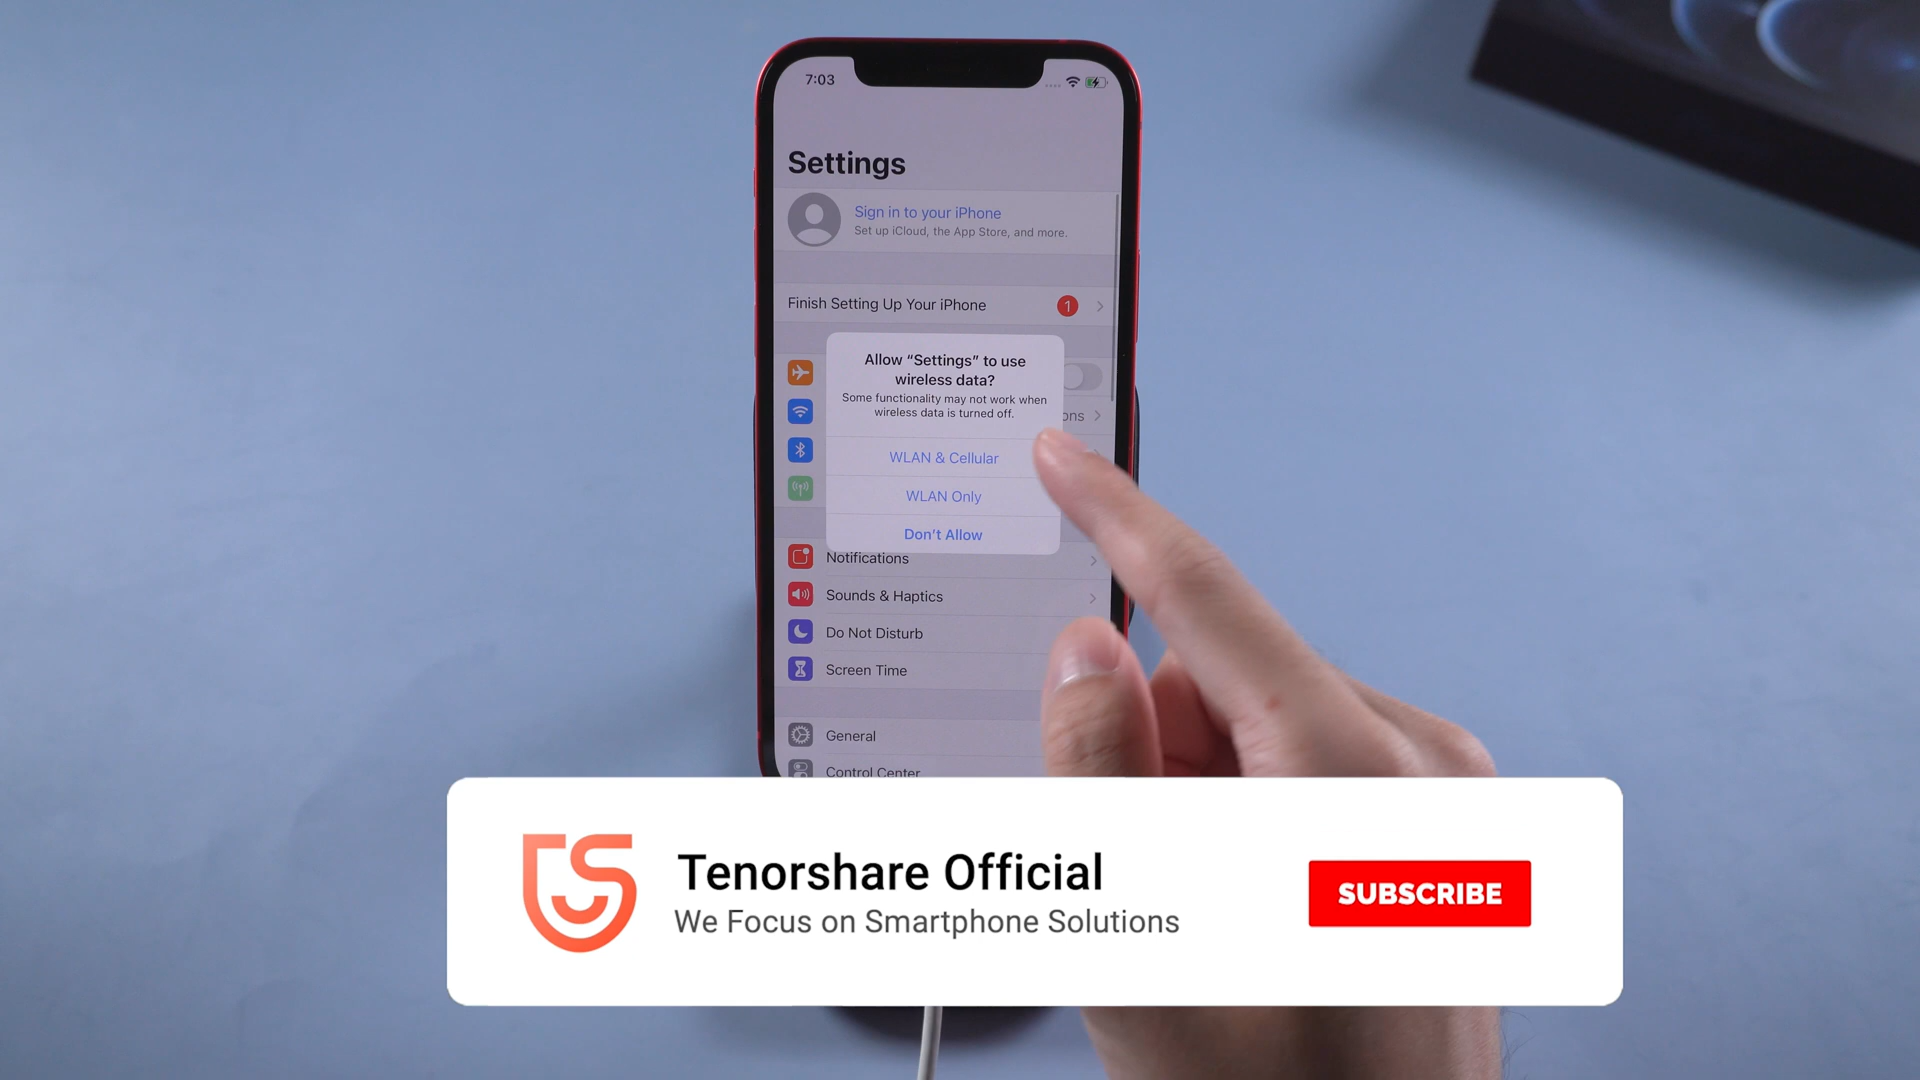 7:03
Settings
Sign in to your iPhone
Set up iCloud, the App Store, and more.
Finish Setting Up Your iPhone
1
Allow “Settings” to use
wireless data?
Some functionality may not work when
wireless data is turned off.
ons
WLAN & Cellular
WLAN Only
Don’t Allow
Notifications
Sounds & Haptics
Do Not Disturb
Screen Time
General
Control Center
Tenorshare Official
We Focus on Smartphone Solutions
SUBSCRIBE